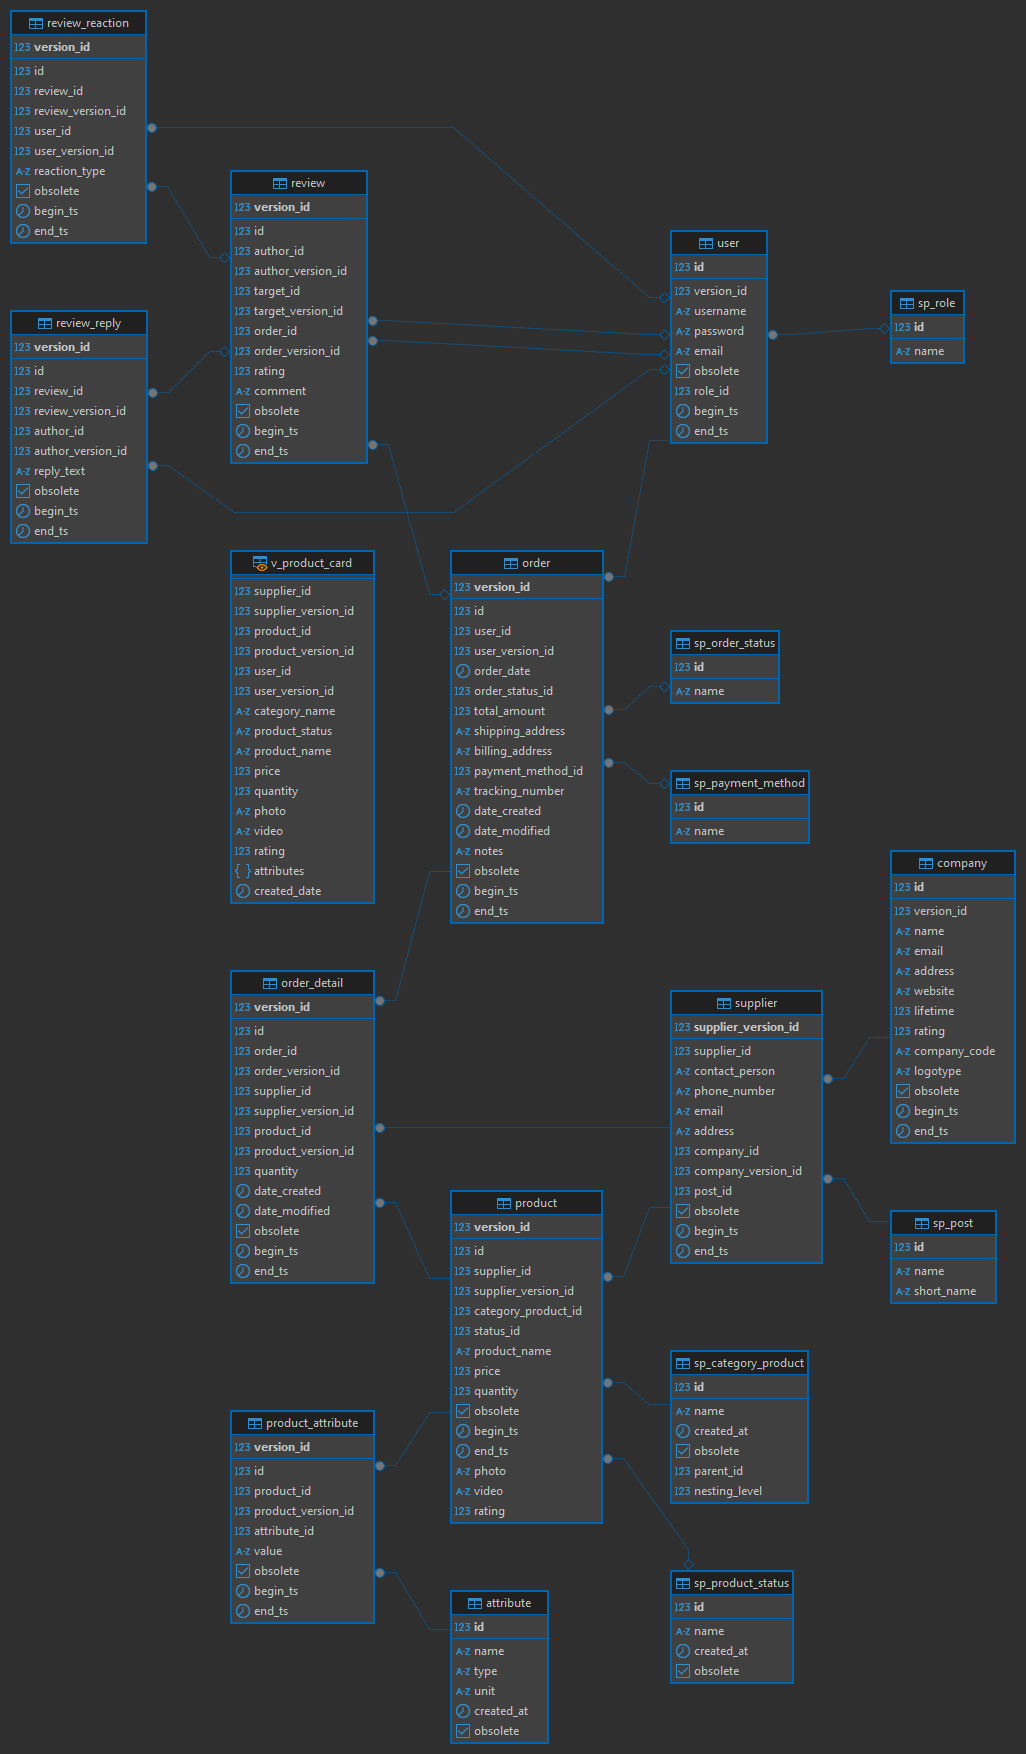 review_reaction
123 version_id
123 id
123 review_id
123 review_version_id
123 user_id
123 user_version_id
A-Z reaction_type
obsolete
begin_ts
end_ts
review
123 version_id
123 id
123 author_id
123 author_version_id
123 target_id
123 target_version_id
123 order_id
123 order_version_id
123 rating
A-Z comment
obsolete
begin_ts
end_ts
user
123 id
123 version_id
A-Z username
A-Z password
A-Z email
obsolete
123 role_id
begin_ts
end_ts
sp_role
123 id
A-Z name
review_reply
123 version_id
123 id
123 review_id
123 review_version_id
123 author_id
123 author_version_id
A-Z reply_text
obsolete
begin_ts
end_ts
v_product_card
123 supplier_id
123 supplier_version_id
123 product_id
123 product_version_id
123 user_id
123 user_version_id
A-Z category_name
A-Z product_status
A-Z product_name
123 price
123 quantity
A-Z photo
A-Z video
123 rating
{ } attributes
created_date
order
123 version_id
123 id
123 user_id
123 user_version_id
order_date
123 order_status_id
123 total_amount
A-Z shipping_address
A-Z billing_address
123 payment_method_id
A-Z tracking_number
date_created
date_modified
A-Z notes
obsolete
begin_ts
end_ts
sp_order_status
123 id
A-Z name
sp_payment_method
123 id
A-Z name
company
123 id
123 version_id
A-Z name
A-Z email
A-Z address
A-Z website
123 lifetime
123 rating
A-Z company_code
A-Z logotype
obsolete
begin_ts
end_ts
order_detail
123 version_id
123 id
123 order_id
123 order_version_id
123 supplier_id
123 supplier_version_id
123 product_id
123 product_version_id
123 quantity
date_created
date_modified
obsolete
begin_ts
end_ts
supplier
123 supplier_version_id
123 supplier_id
A-Z contact_person
A-Z phone_number
A-Z email
A-Z address
123 company_id
123 company_version_id
123 post_id
obsolete
begin_ts
end_ts
product
123 version_id
123 id
123 supplier_id
123 supplier_version_id
123 category_product_id
123 status_id
A-Z product_name
123 price
123 quantity
obsolete
begin_ts
end_ts
A-Z photo
A-Z video
123 rating
sp_post
123 id
A-Z name
A-Z short_name
sp_category_product
123 id
A-Z name
created_at
obsolete
123 parent_id
123 nesting_level
product_attribute
123 version_id
123 id
123 product_id
123 product_version_id
123 attribute_id
A-Z value
obsolete
begin_ts
end_ts
attribute
123 id
A-Z name
A-Z type
A-Z unit
created_at
obsolete
sp_product_status
123 id
A-Z name
created_at
obsolete